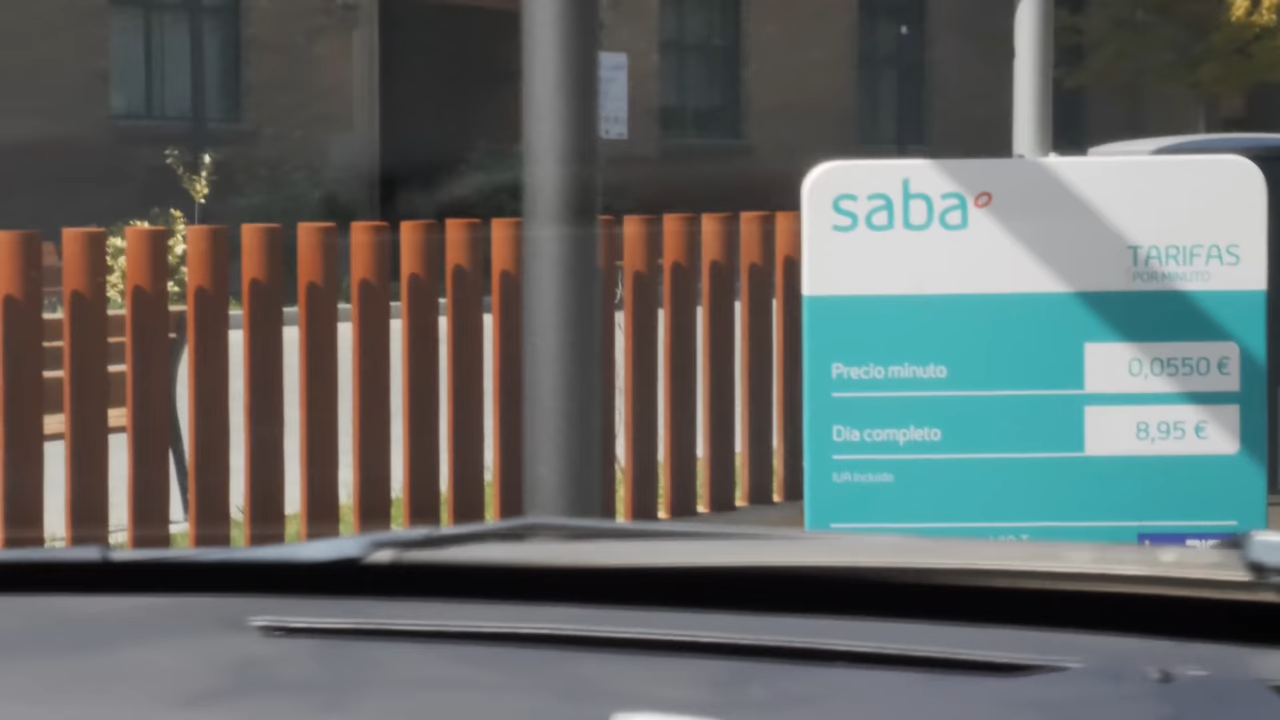 saba
TARIFAS
POR MINUTO
Precio minuto 0,0550 €
Día completo 8,95 €
IVA incluido